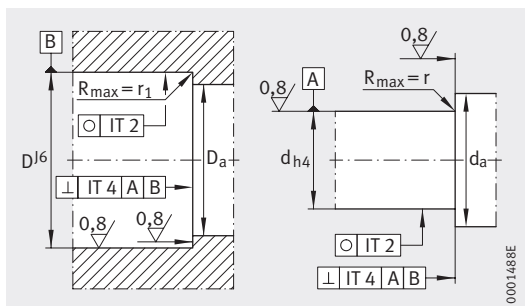 B
0,8
Rmax = r1
Rmax = r
0,8
A
○ IT 2
DJ6
Da
dh4
da
⊥ IT 4 A B
0,8
0,8
○ IT 2
⊥ IT 4 A B
0001488E